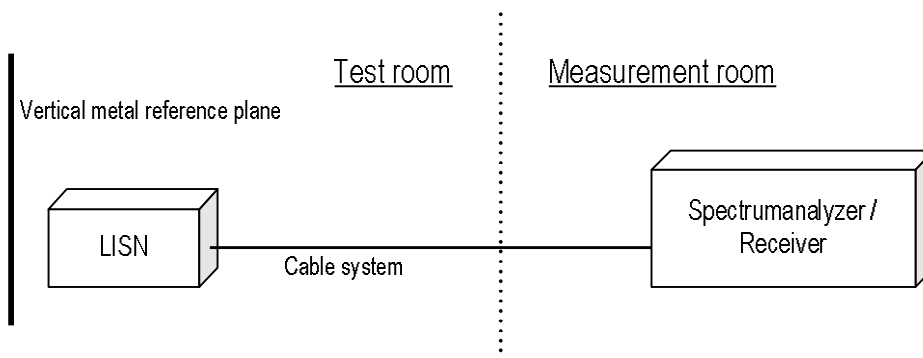 Test room
Measurement room
Vertical metal reference plane
LISN
Cable system
Spectrumanalyzer /
Receiver